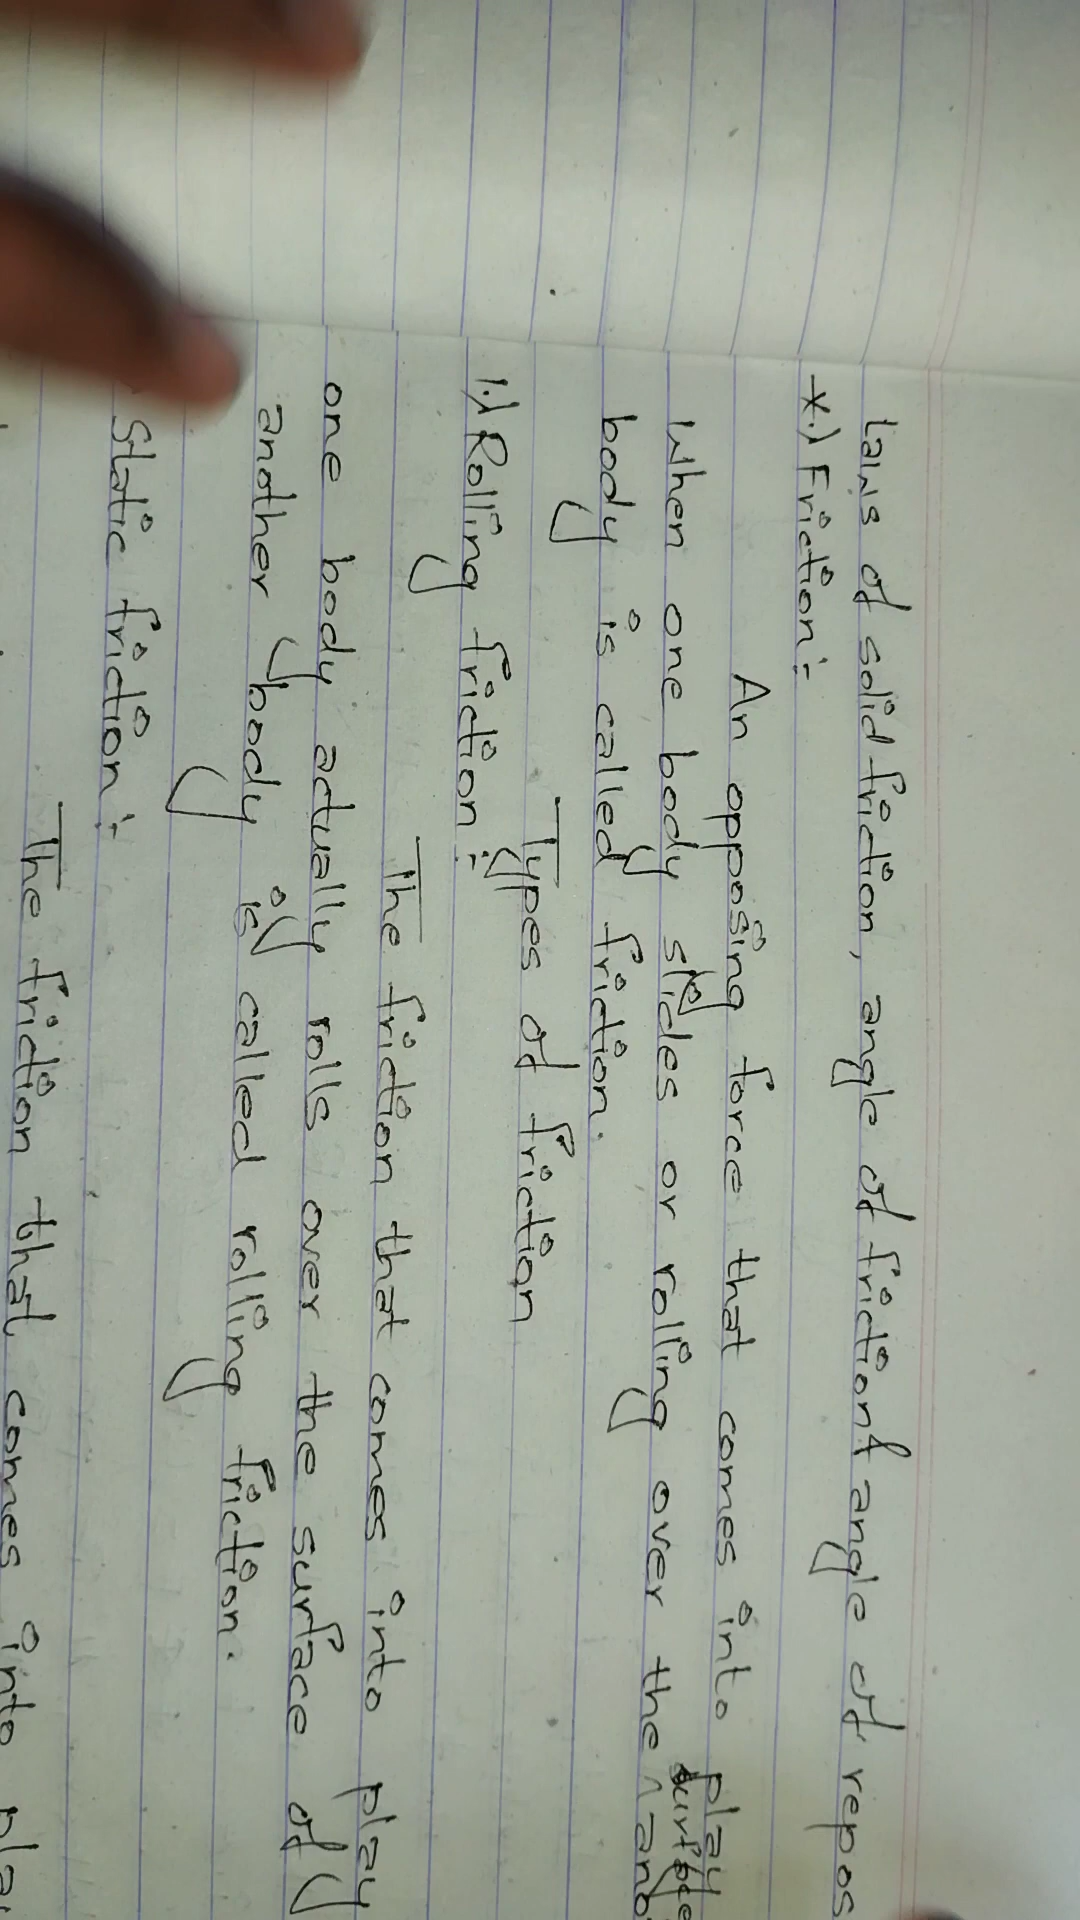 Laws of solid friction, angle of friction & angle of repos
*.) Friction :-
An opposing force that comes into play
when one body slides or rolling over the surface ano
body is called friction.
Types of friction
1.) Rolling friction :-
The friction that comes into play
one body actually rolls over the surface of
another body is called rolling friction.
Static friction :-
The friction that comes into pla